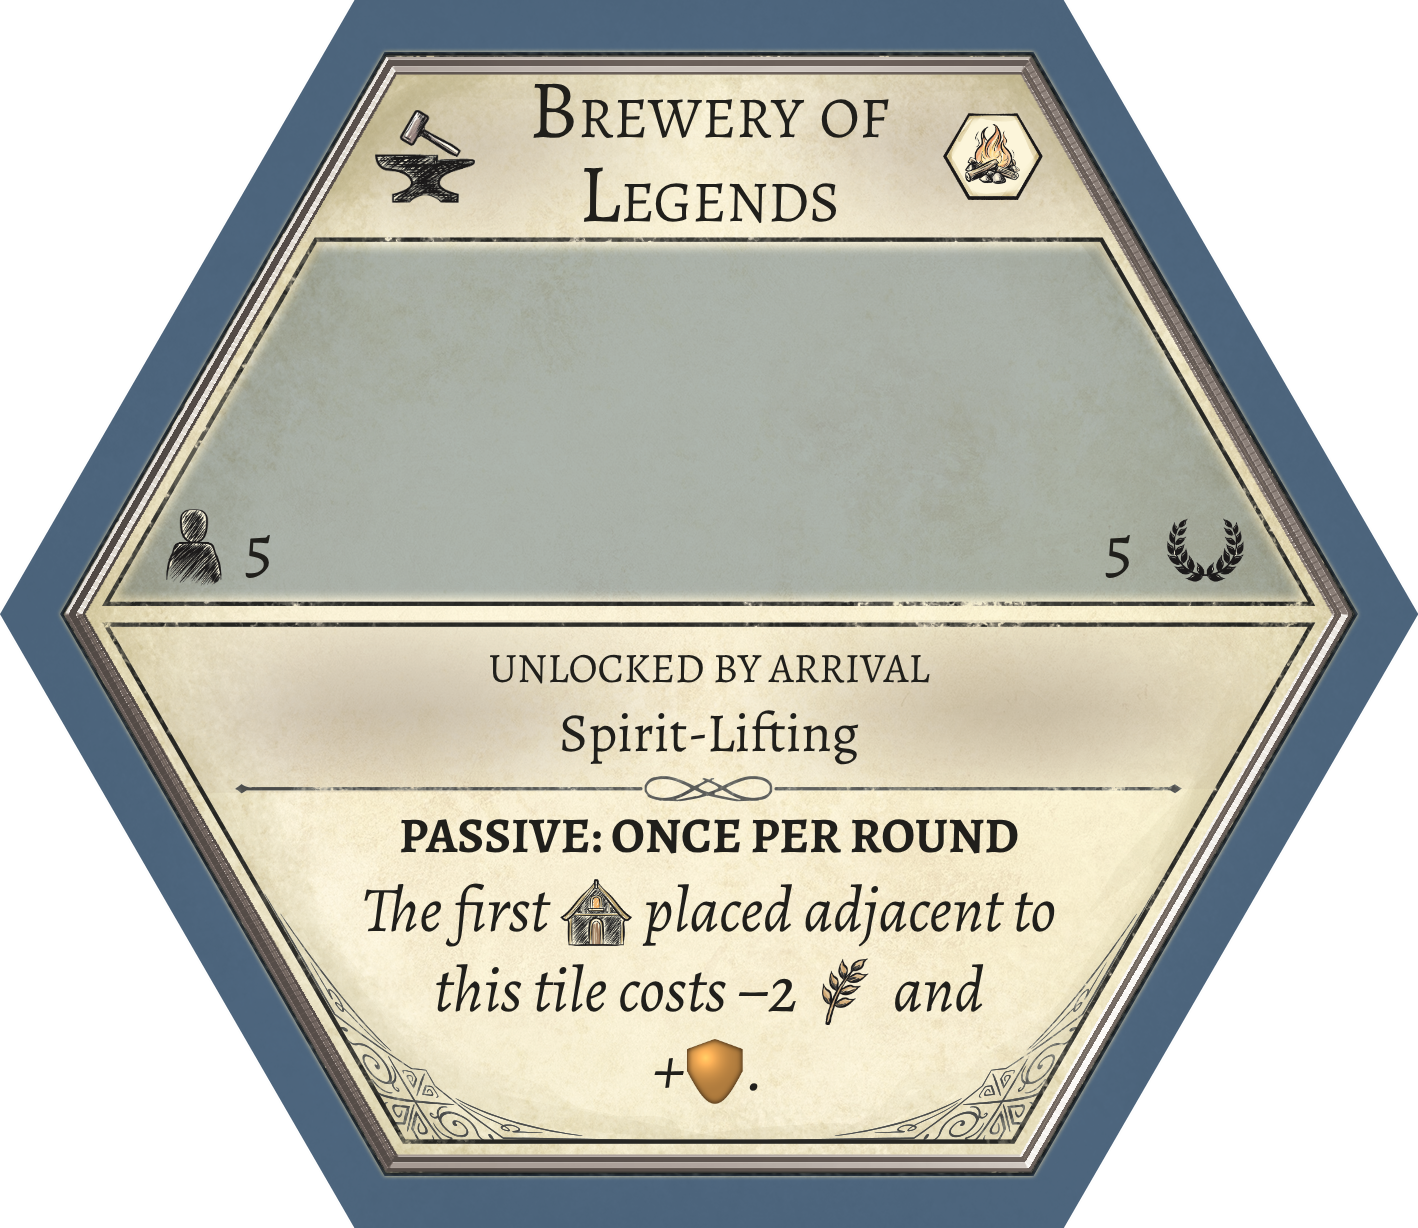 Brewery of
Legends
5
5
UNLOCKED BY ARRIVAL
Spirit-Lifting
PASSIVE: ONCE PER ROUND
The first placed adjacent to
this tile costs –2 and
+.